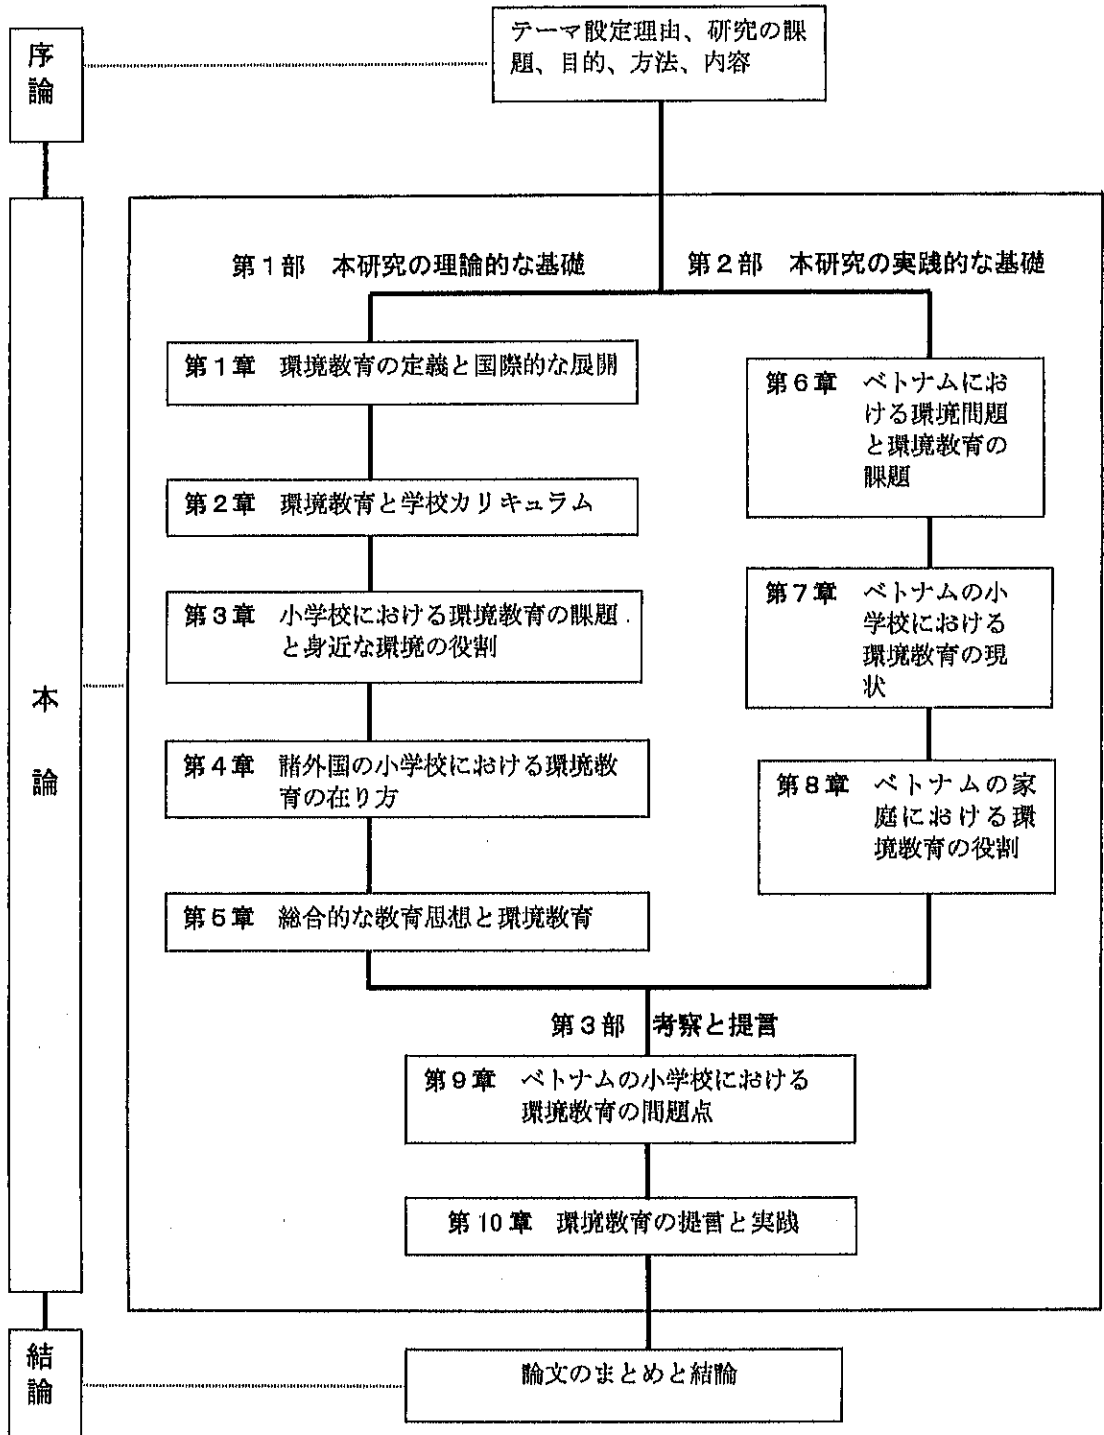 序論
テーマ設定理由、研究の課
題、目的、方法、内容
本論
第1部 本研究の理論的な基礎
第2部 本研究の実践的な基礎
第1章 環境教育の定義と国際的な展開
第2章 環境教育と学校カリキュラム
第3章 小学校における環境教育の課題
と身近な環境の役割
第4章 諸外国の小学校における環境教
育の在り方
第5章 総合的な教育思想と環境教育
第6章 ベトナムにお
ける環境問題
と環境教育の
課題
第7章 ベトナムの小
学校における
環境教育の現
状
第8章 ベトナムの家
庭における環
境教育の役割
第3部 考察と提言
第9章 ベトナムの小学校における
環境教育の問題点
第10章 環境教育の提言と実践
結論
論文のまとめと結論